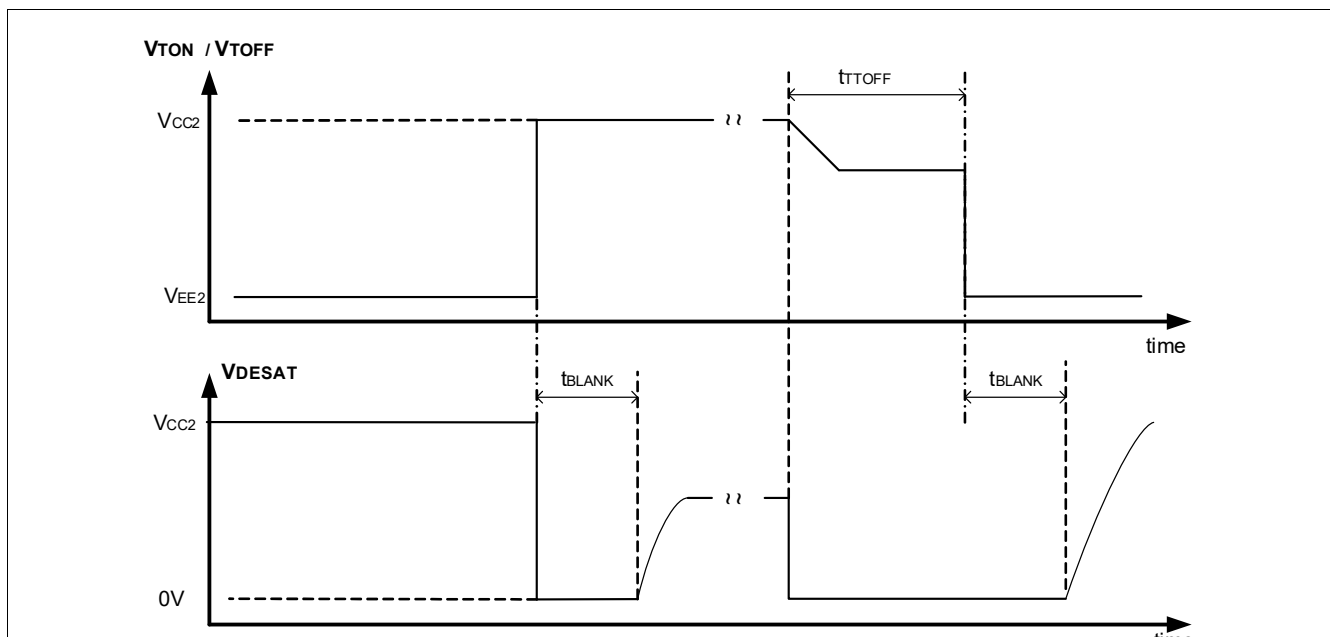 VTON / VTOFF
tTTOFF
VCC2
VEE2
time
VDESAT
tBLANK
tBLANK
VCC2
0V